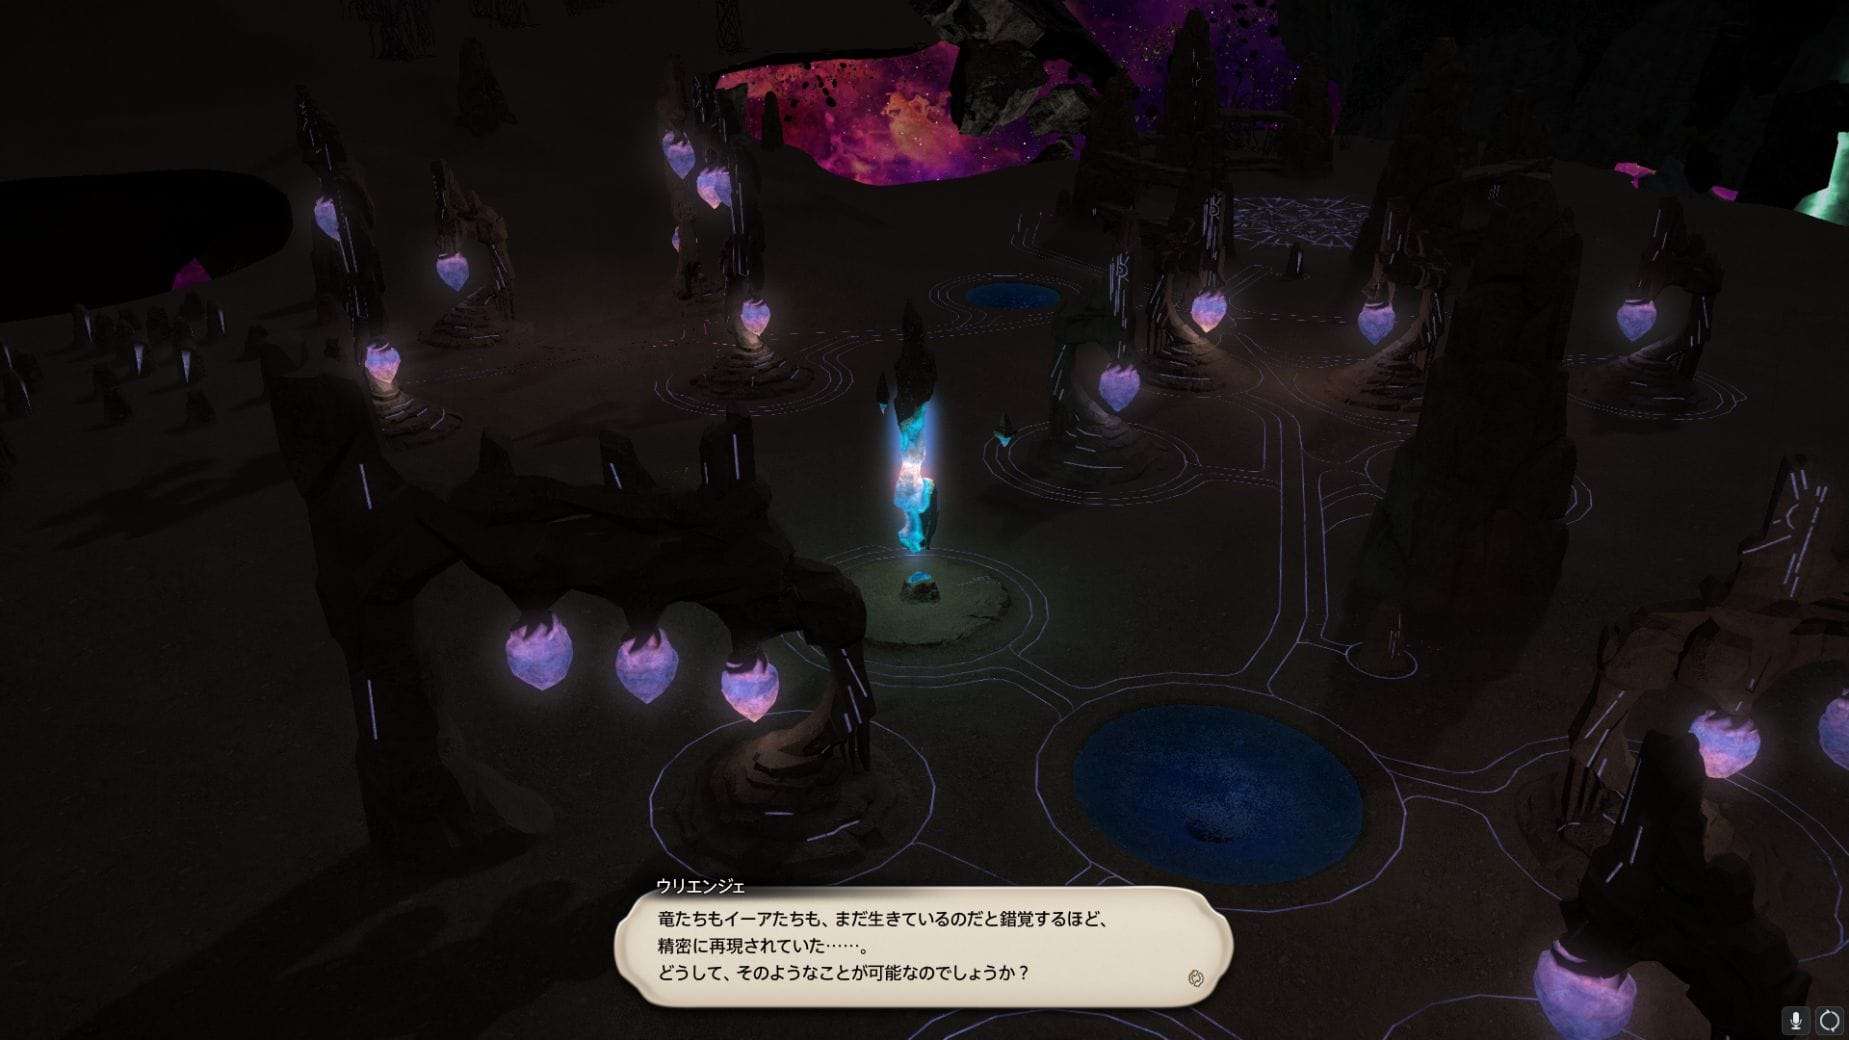 ウリエンジェ
竜たちもイーアたちも、まだ生きているのだと錯覚するほど、
精密に再現されていた……。
どうして、そのようなことが可能なのでしょうか？